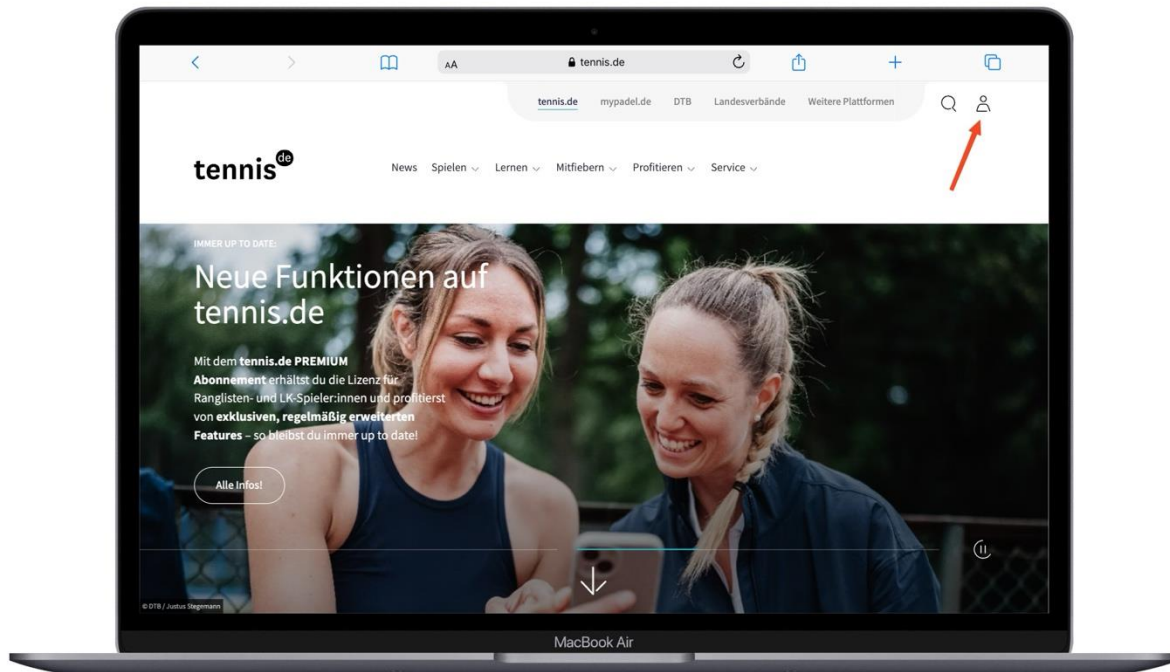 AA
tennis.de
tennis.de mypadel.de DTB Landesverbände Weitere Plattformen
tennis de
News Spielen Lernen Mitfiebern Profitieren Service
IMMER UP TO DATE:
Neue Funktionen auf
tennis.de
Mit dem tennis.de PREMIUM
Abonnement erhältst du die Lizenz für
Ranglisten- und LK-Spieler:innen und profitierst
von exklusiven, regelmäßig erweiterten
Features – so bleibst du immer up to date!
Alle Infos!
© DTB / Justus Stegemann
MacBook Air